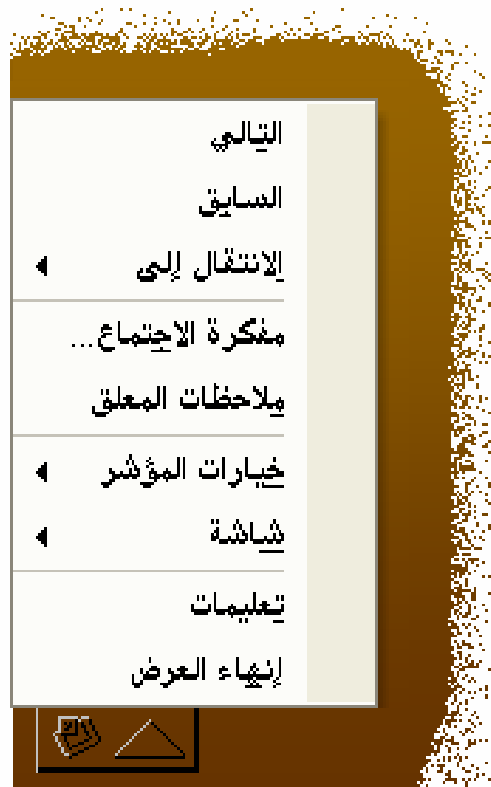 التالي
السابق
الانتقال إلى
مفكرة الاجتماع...
ملاحظات المعلق
خيارات المؤشر
شاشة
تعليمات
إنهاء العرض